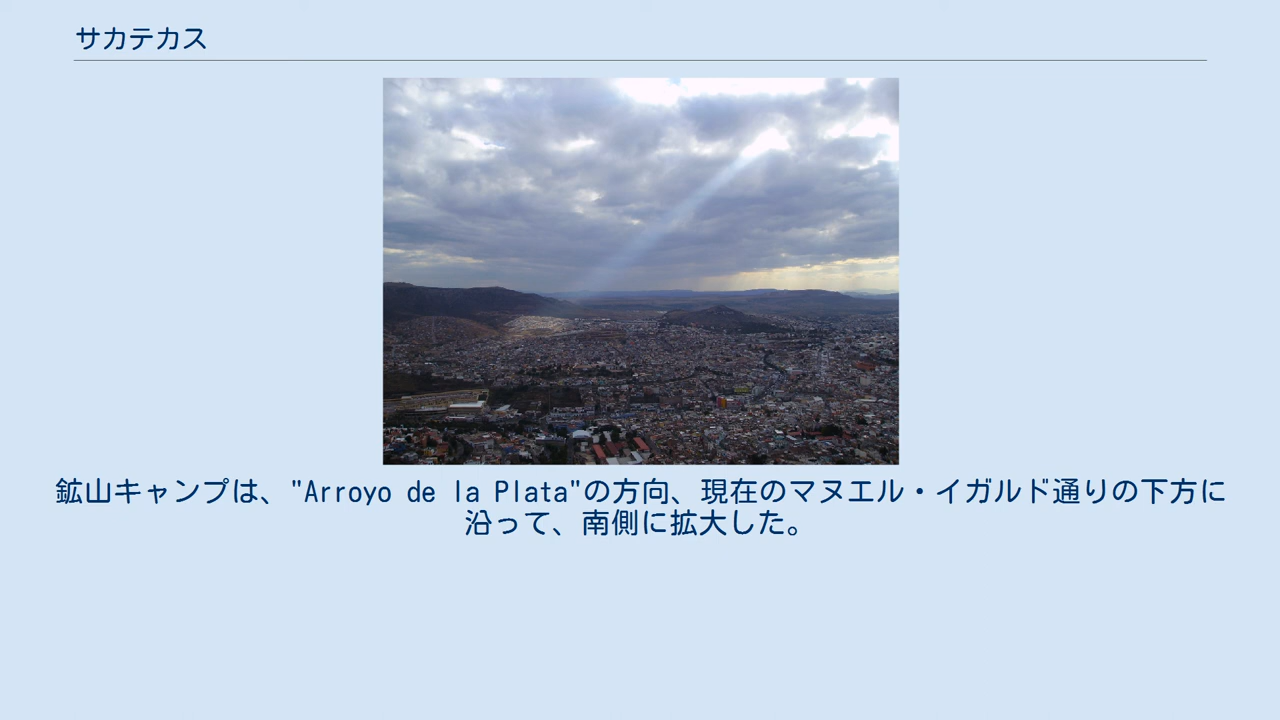 サカテカス
鉱山キャンプは、"Arroyo de la Plata"の方向、現在のマヌエル・イガルド通りの下方に
沿って、南側に拡大した。